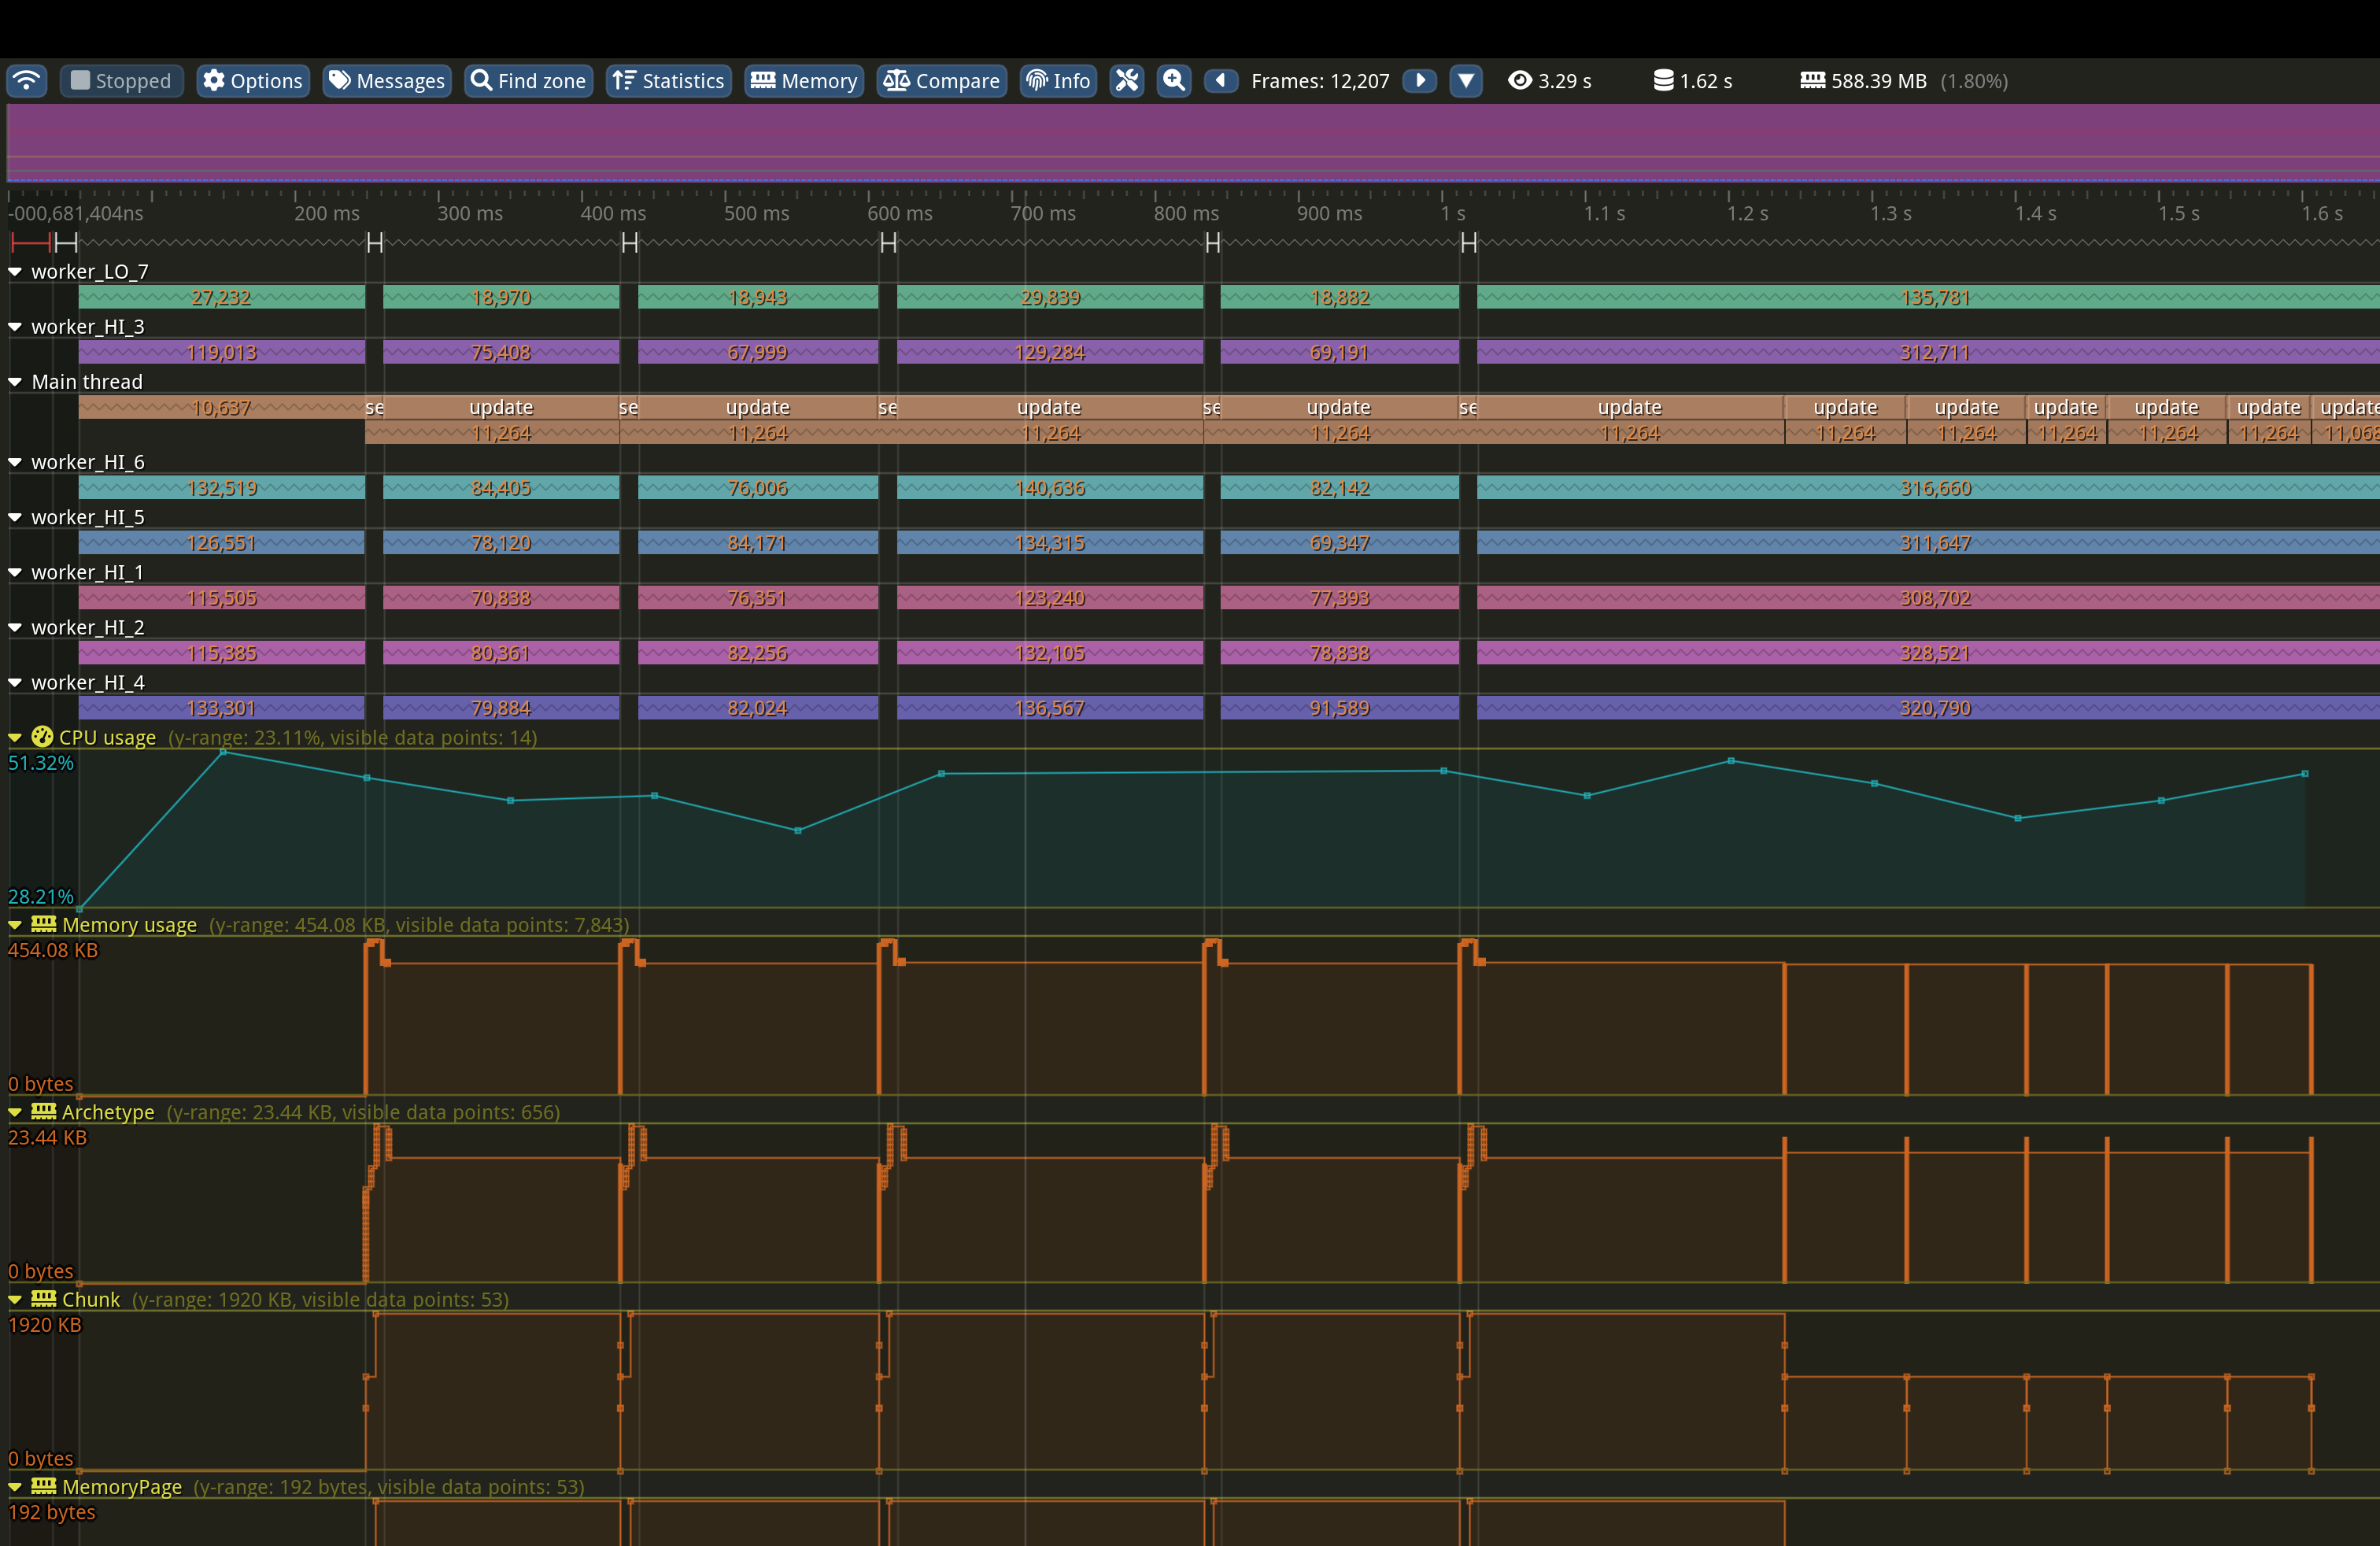 Stopped Options Messages Find zone Statistics Memory Compare Info Frames: 12,207 3.29 s 1.62 s 588.39 MB (1.80%)
-000,681,404ns 200 ms 300 ms 400 ms 500 ms 600 ms 700 ms 800 ms 900 ms 1 s 1.1 s 1.2 s 1.3 s 1.4 s 1.5 s 1.6 s
worker_LO_7
27,232 18,970 18,943 29,839 18,882 135,781
worker_HI_3
119,013 75,408 67,999 129,284 69,191 312,711
Main thread
10,637 se update se update se update se update se update update update update update update update
11,264 11,264 11,264 11,264 11,264 11,264 11,264 11,264 11,264 11,264 11,068
worker_HI_6
132,519 84,405 76,006 140,636 82,142 316,660
worker_HI_5
126,551 78,120 84,171 134,315 69,347 311,647
worker_HI_1
115,505 70,838 76,351 123,240 77,393 308,702
worker_HI_2
115,385 80,361 82,256 132,105 78,838 328,521
worker_HI_4
133,301 79,884 82,024 136,567 91,589 320,790
CPU usage (y-range: 23.11%, visible data points: 14)
51.32%
28.21%
Memory usage (y-range: 454.08 KB, visible data points: 7,843)
454.08 KB
0 bytes
Archetype (y-range: 23.44 KB, visible data points: 656)
23.44 KB
0 bytes
Chunk (y-range: 1920 KB, visible data points: 53)
1920 KB
0 bytes
MemoryPage (y-range: 192 bytes, visible data points: 53)
192 bytes